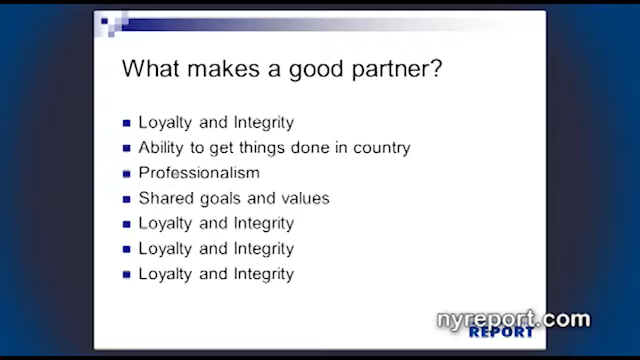 What makes a good partner?
Loyalty and Integrity
Ability to get things done in country
Professionalism
Shared goals and values
Loyalty and Integrity
Loyalty and Integrity
Loyalty and Integrity
nyreport.com
REPORT